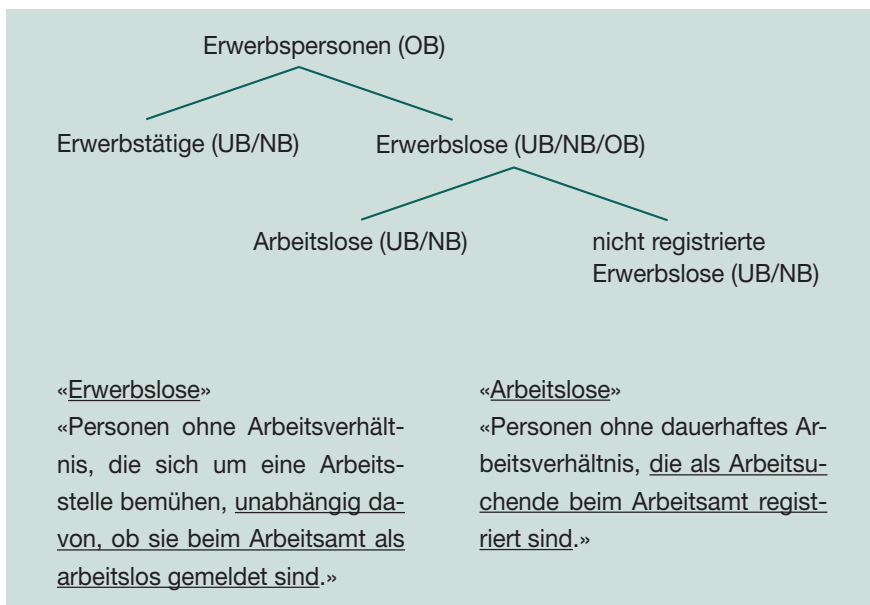 Erwerbspersonen (OB)
Erwerbstätige (UB/NB)
Erwerbslose (UB/NB/OB)
Arbeitslose (UB/NB)
nicht registrierte
Erwerbslose (UB/NB)
«Erwerbslose»
«Personen ohne Arbeitsverhält-
nis, die sich um eine Arbeits-
stelle bemühen, unabhängig da-
von, ob sie beim Arbeitsamt als
arbeitslos gemeldet sind.»
«Arbeitslose»
«Personen ohne dauerhaftes Ar-
beitsverhältnis, die als Arbeitsu-
chende beim Arbeitsamt regist-
riert sind.»